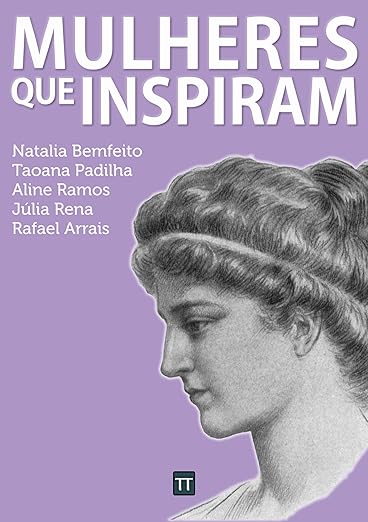 MULHERES
QUE INSPIRAM
Natalia Bemfeito
Taoana Padilha
Aline Ramos
Júlia Rena
Rafael Arrais
TT